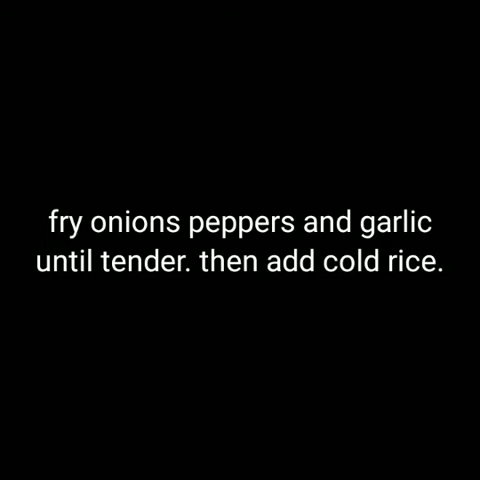 fry onions peppers and garlic
until tender. then add cold rice.